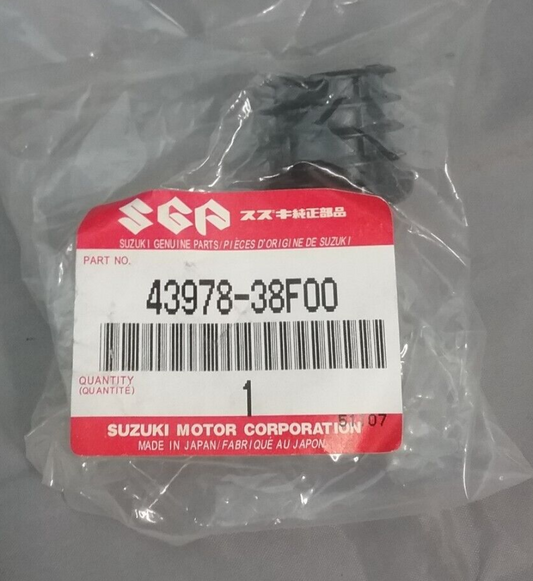 SGP スズキ純正部品
SUZUKI GENUINE PARTS/PIÈCES D'ORIGINE DE SUZUKI
PART NO.
43978-38F00
QUANTITY
(QUANTITÉ)
1
51 07
SUZUKI MOTOR CORPORATION
MADE IN JAPAN/FABRIQUÉ AU JAPON